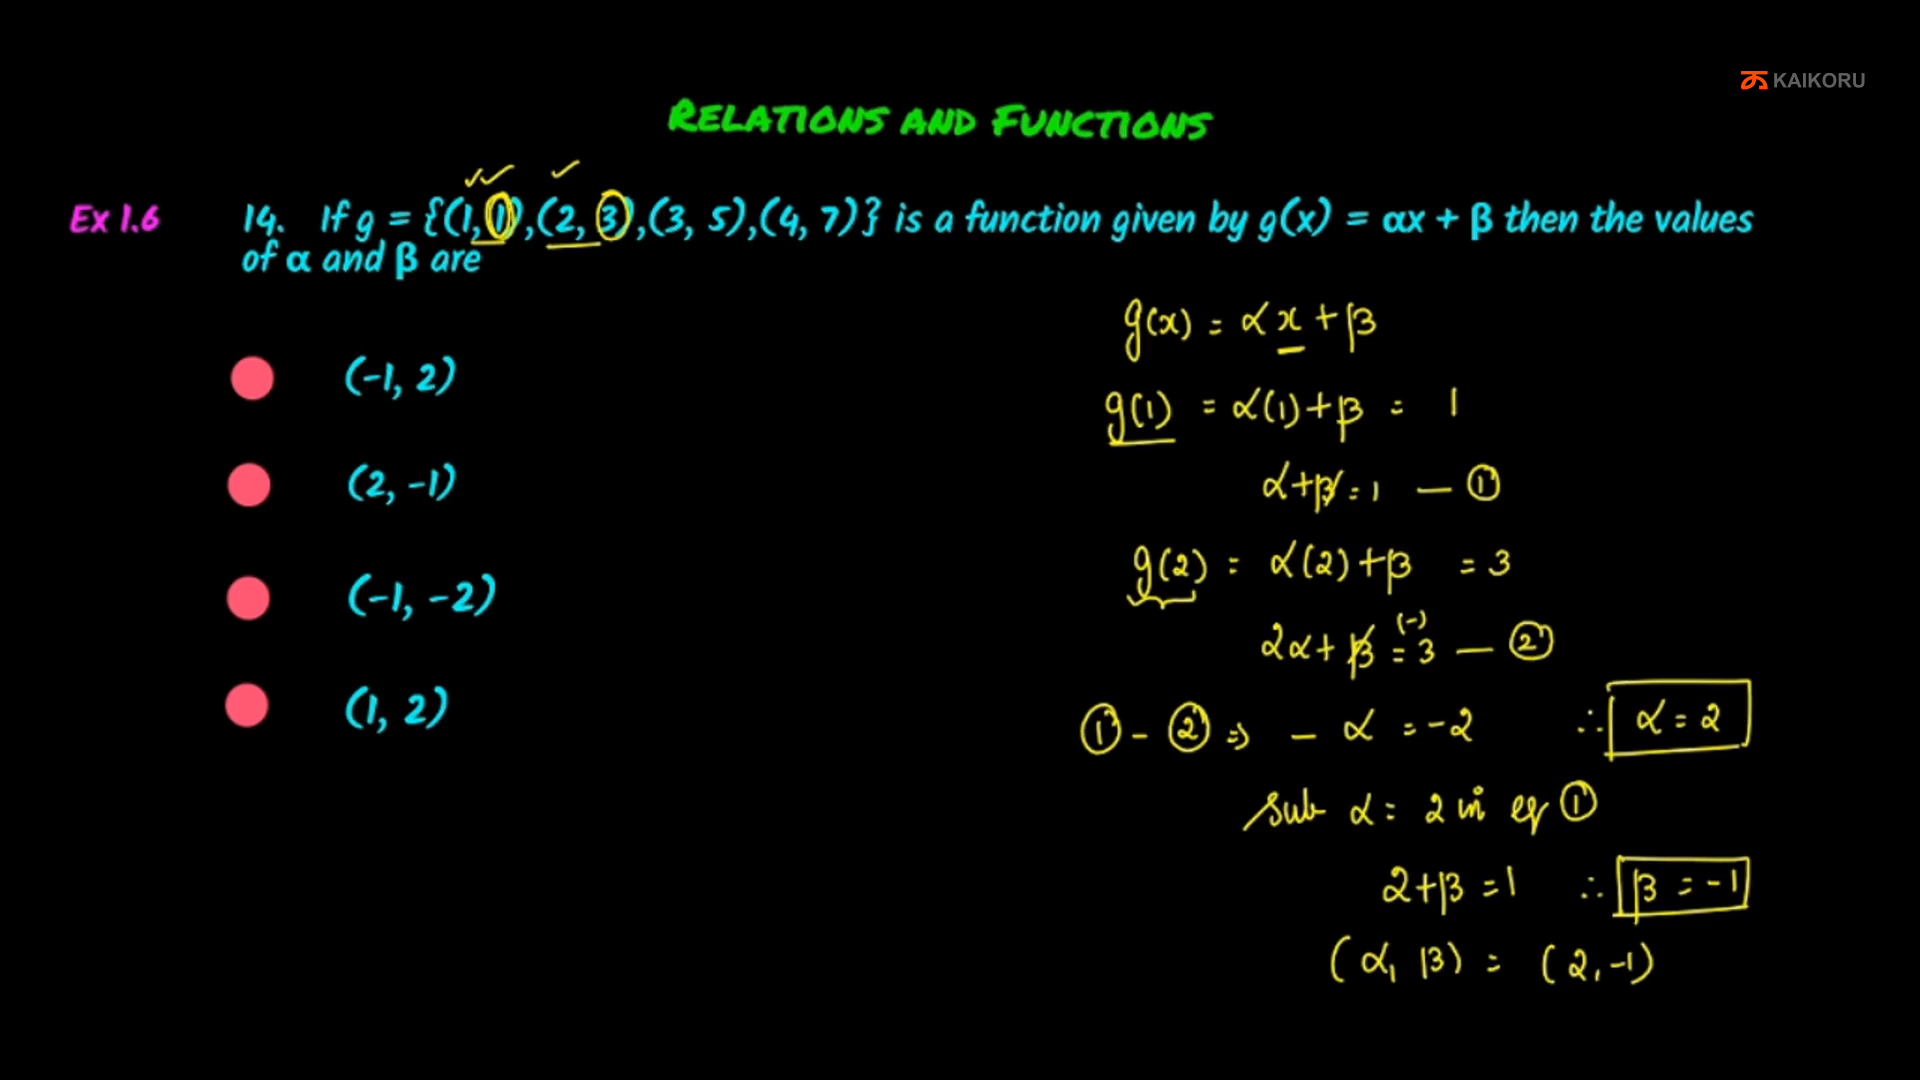 KAIKORU
RELATIONS AND FUNCTIONS
Ex 1.6
14. If g = {(1, 1),(2, 3),(3, 5),(4, 7)} is a function given by g(x) = αx + β then the values
of α and β are
(-1, 2)
(2, -1)
(-1, -2)
(1, 2)
g(x) = αx + β
g(1) = α(1) + β = 1
α + β = 1 — ①
g(2) = α(2) + β = 3
(-)
2α + β = 3 — ②
① - ② ⇒ - α = -2 ∴ α = 2
Sub α = 2 in eq ①
2 + β = 1 ∴ β = -1
(α, β) = (2, -1)